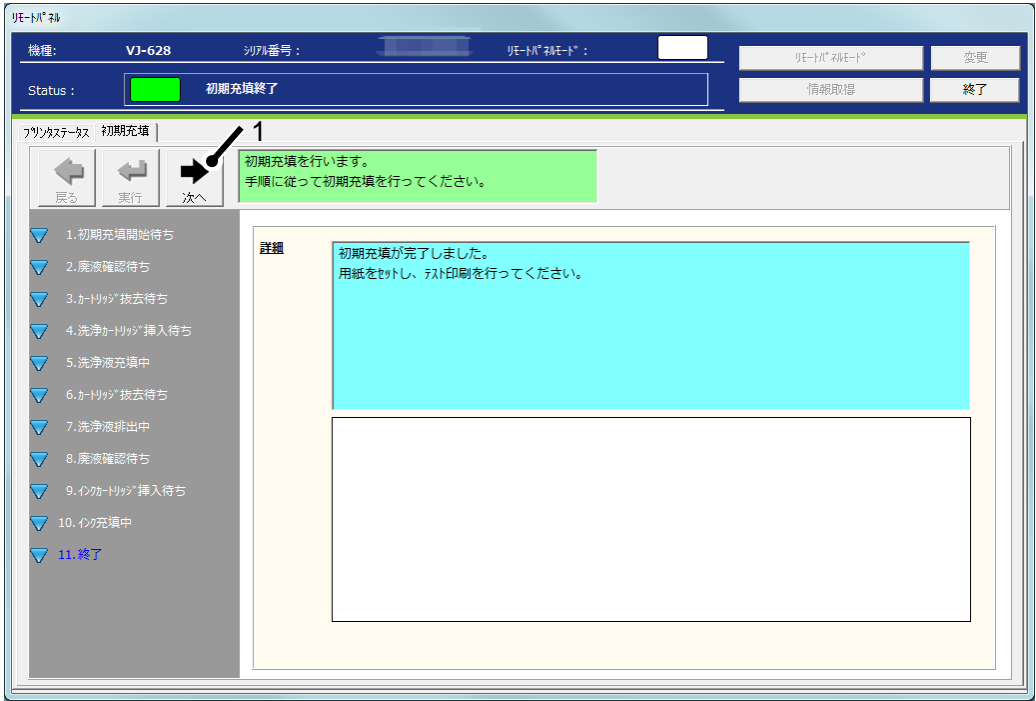 ﾘﾓｰﾄﾊﾟﾈﾙ
機種: VJ-628 ｼﾘｱﾙ番号： ﾘﾓｰﾄﾊﾟﾈﾙﾓｰﾄﾞ：
ﾘﾓｰﾄﾊﾟﾈﾙﾓｰﾄﾞ 変更
Status： 初期充填終了
情報取得 終了
ﾌﾟﾘﾝﾀｽﾃｰﾀｽ 初期充填
1
戻る 実行 次へ
初期充填を行います。
手順に従って初期充填を行ってください。
1.初期充填開始待ち
2.廃液確認待ち
3.ｶｰﾄﾘｯｼﾞ抜去待ち
4.洗浄ｶｰﾄﾘｯｼﾞ挿入待ち
5.洗浄液充填中
6.ｶｰﾄﾘｯｼﾞ抜去待ち
7.洗浄液排出中
8.廃液確認待ち
9.ｲﾝｸｶｰﾄﾘｯｼﾞ挿入待ち
10.ｲﾝｸ充填中
11.終了
詳細
初期充填が完了しました。
用紙をｾｯﾄし、ﾃｽﾄ印刷を行ってください。